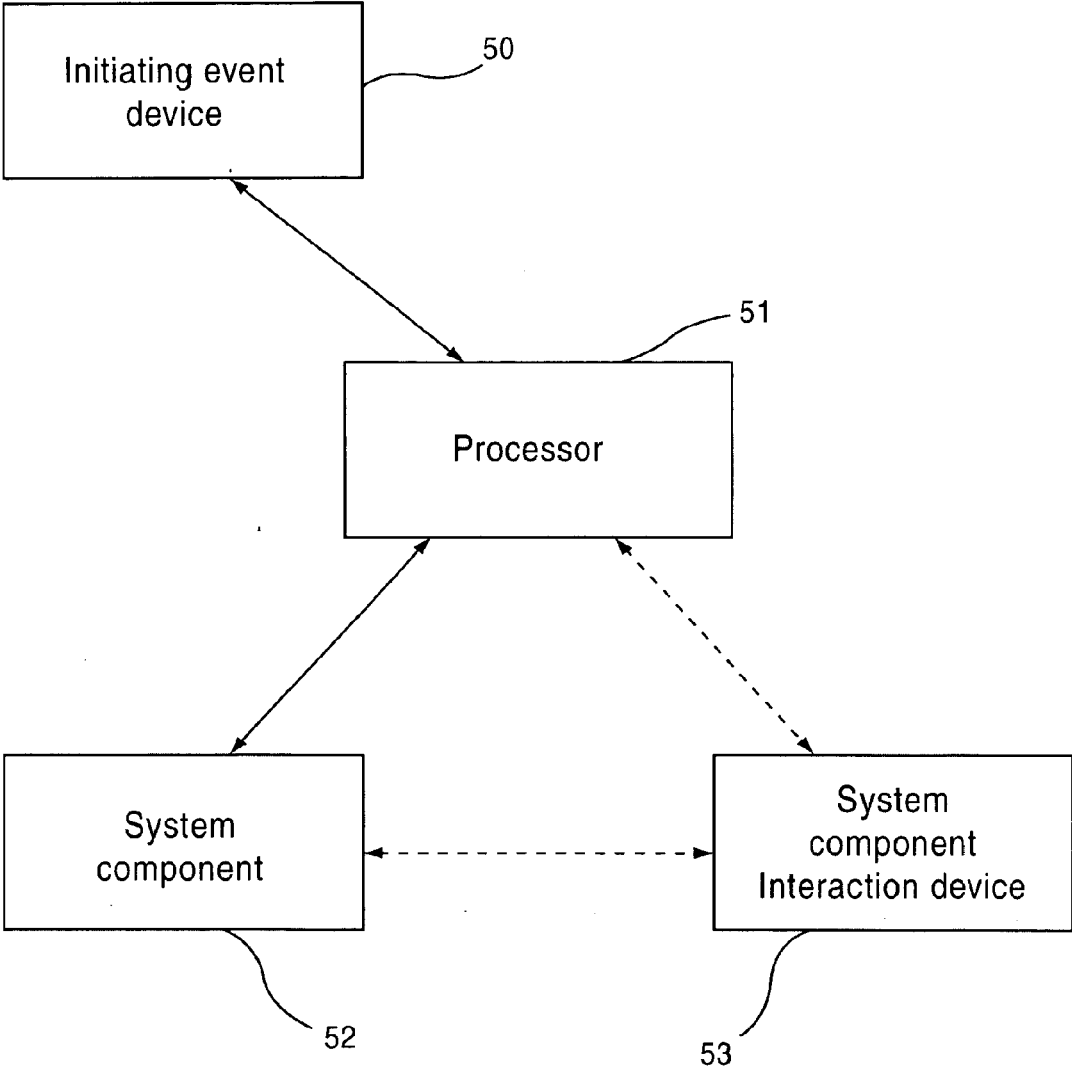 Initiating event
device
50
51
Processor
System
component
System
component
Interaction device
52
53